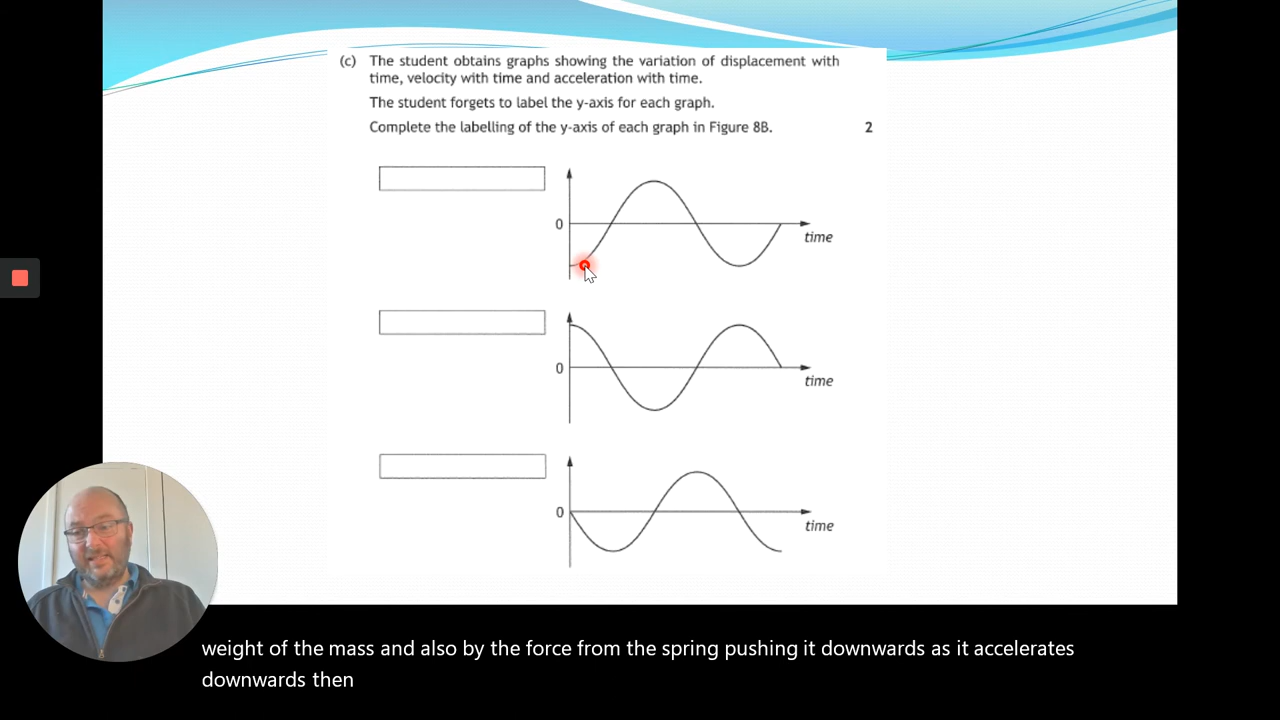 (c) The student obtains graphs showing the variation of displacement with
time, velocity with time and acceleration with time.
The student forgets to label the y-axis for each graph.
Complete the labelling of the y-axis of each graph in Figure 8B. 2
0
time
0
time
0
time
weight of the mass and also by the force from the spring pushing it downwards as it accelerates
downwards then